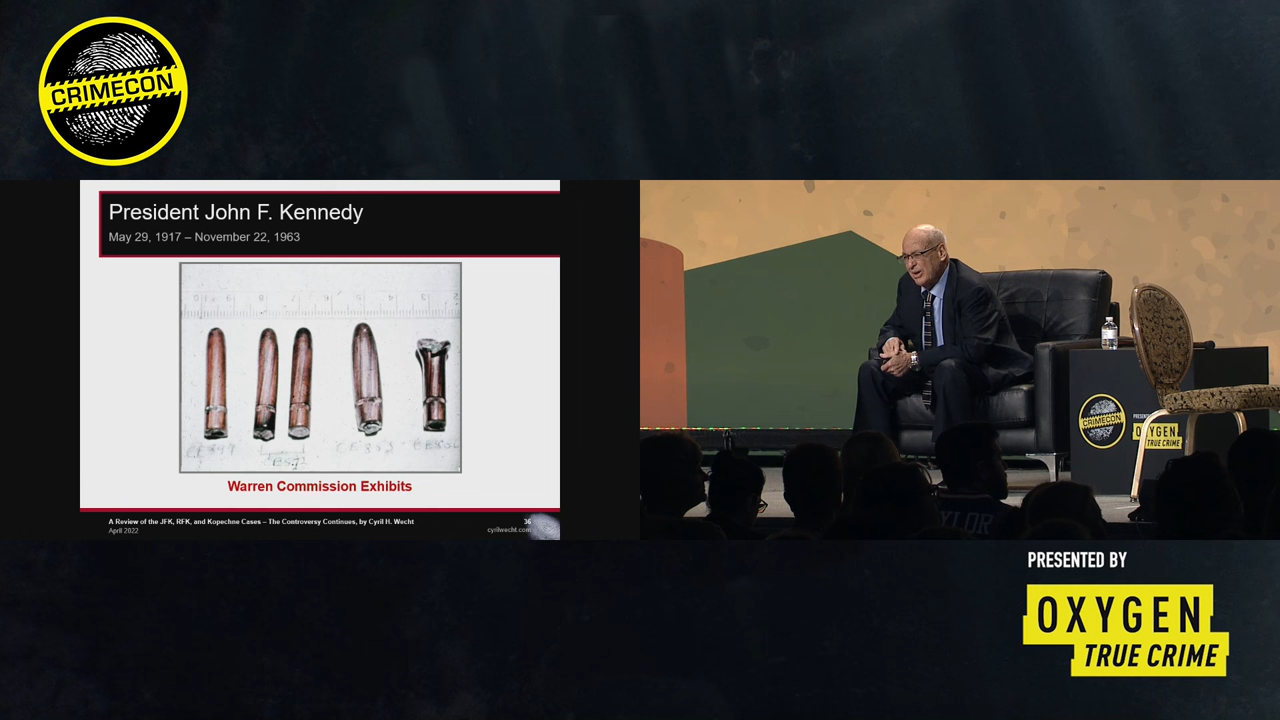 CRIMECON
President John F. Kennedy
May 29, 1917 – November 22, 1963
Warren Commission Exhibits
A Review of the JFK, RFK, and Kopechne Cases – The Controversy Continues, by Cyril H. Wecht
36
April 2022
cyrilwecht.com
CRIMECON
PRESENTED
OXYGEN
TRUE CRIME
PRESENTED BY
OXYGEN
TRUE CRIME